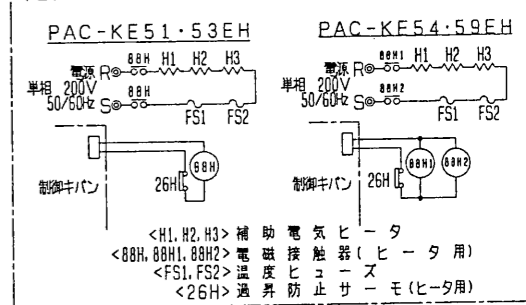 PAC-KE51・53EH
PAC-KE54・59EH
88H H1 H2 H3
電源 R
単相 200V
50/60Hz S
88H
FS1 FS2
88H1 H1 H2 H3
電源 R
単相 200V
50/60Hz S
88H2
FS1 FS2
制御キバン
26H
88H
制御キバン
26H
88H1
88H2
<H1.H2.H3> 補助電気ヒータ
<88H.88H1.88H2> 電磁接触器(ヒータ用)
<FS1.FS2> 温度ヒューズ
<26H> 過昇防止サーモ(ヒータ用)